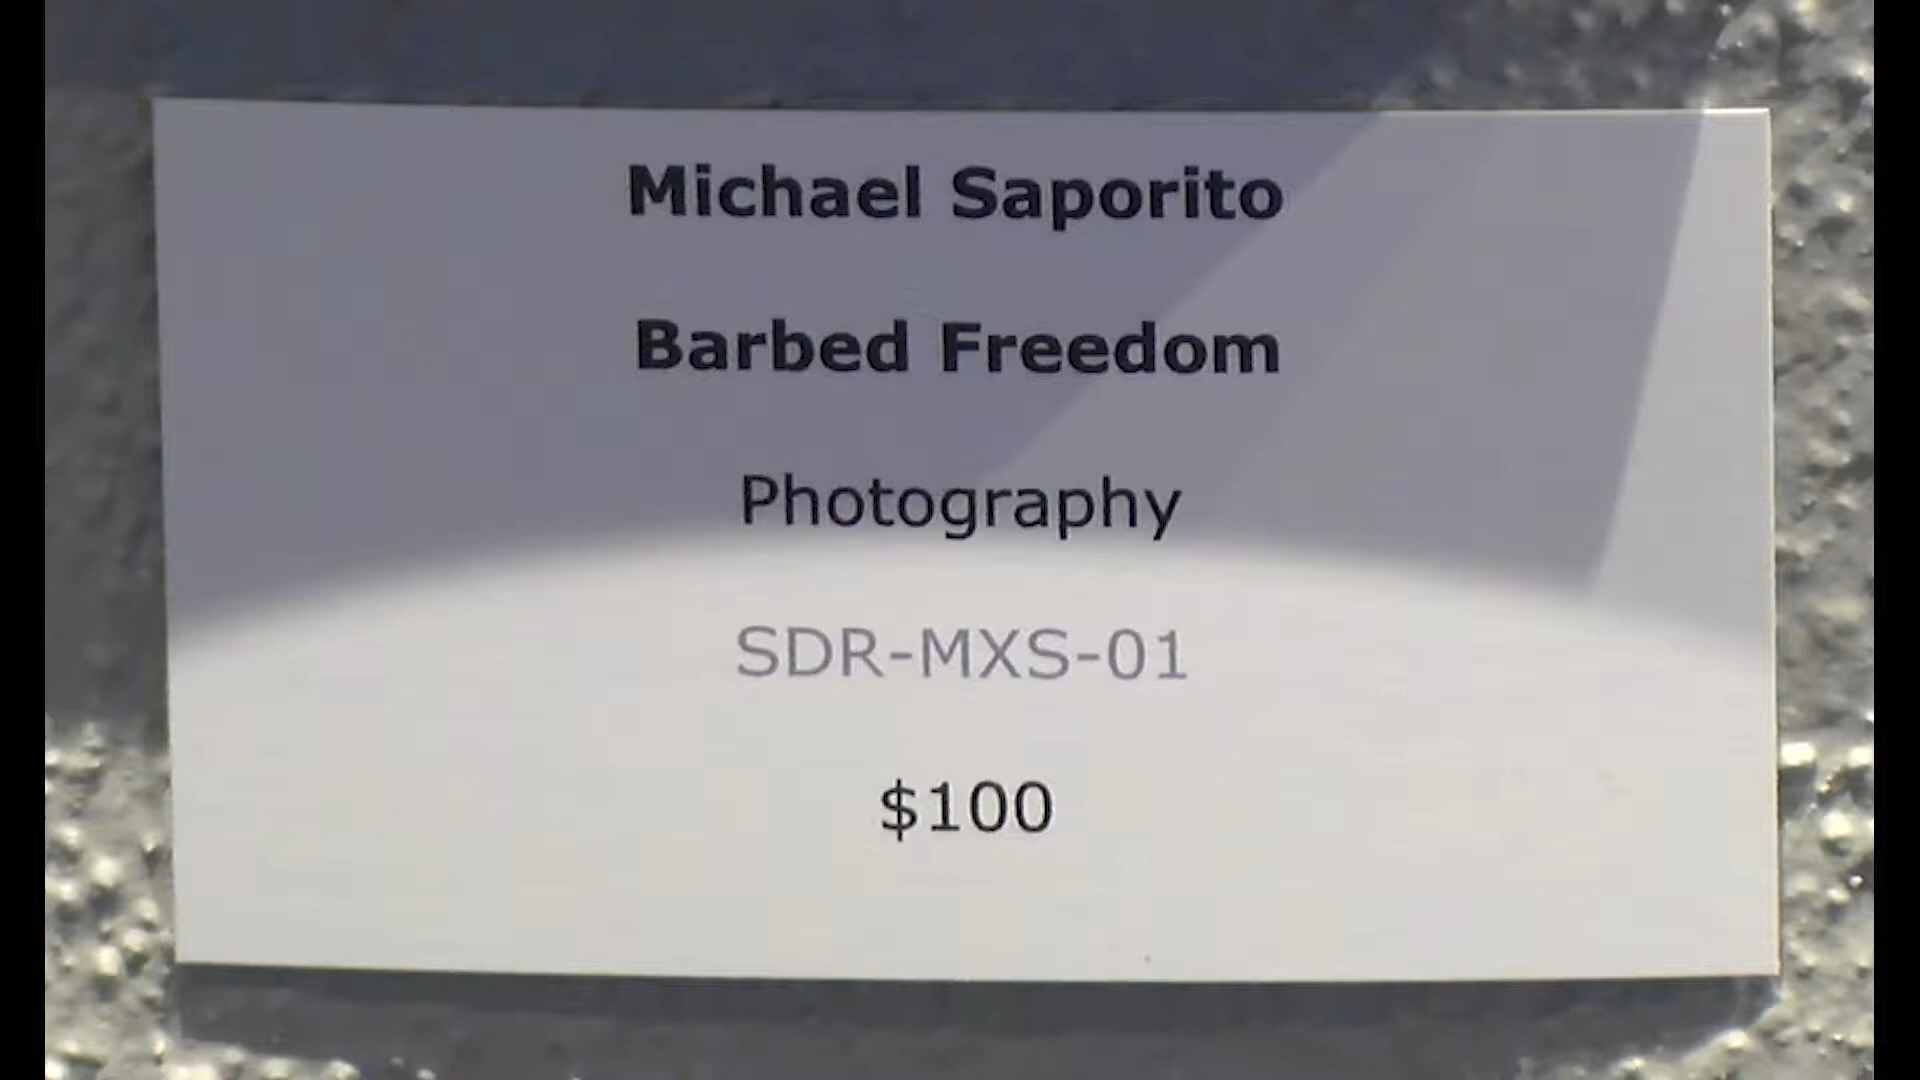 Michael Saporito
Barbed Freedom
Photography
SDR-MXS-01
$100